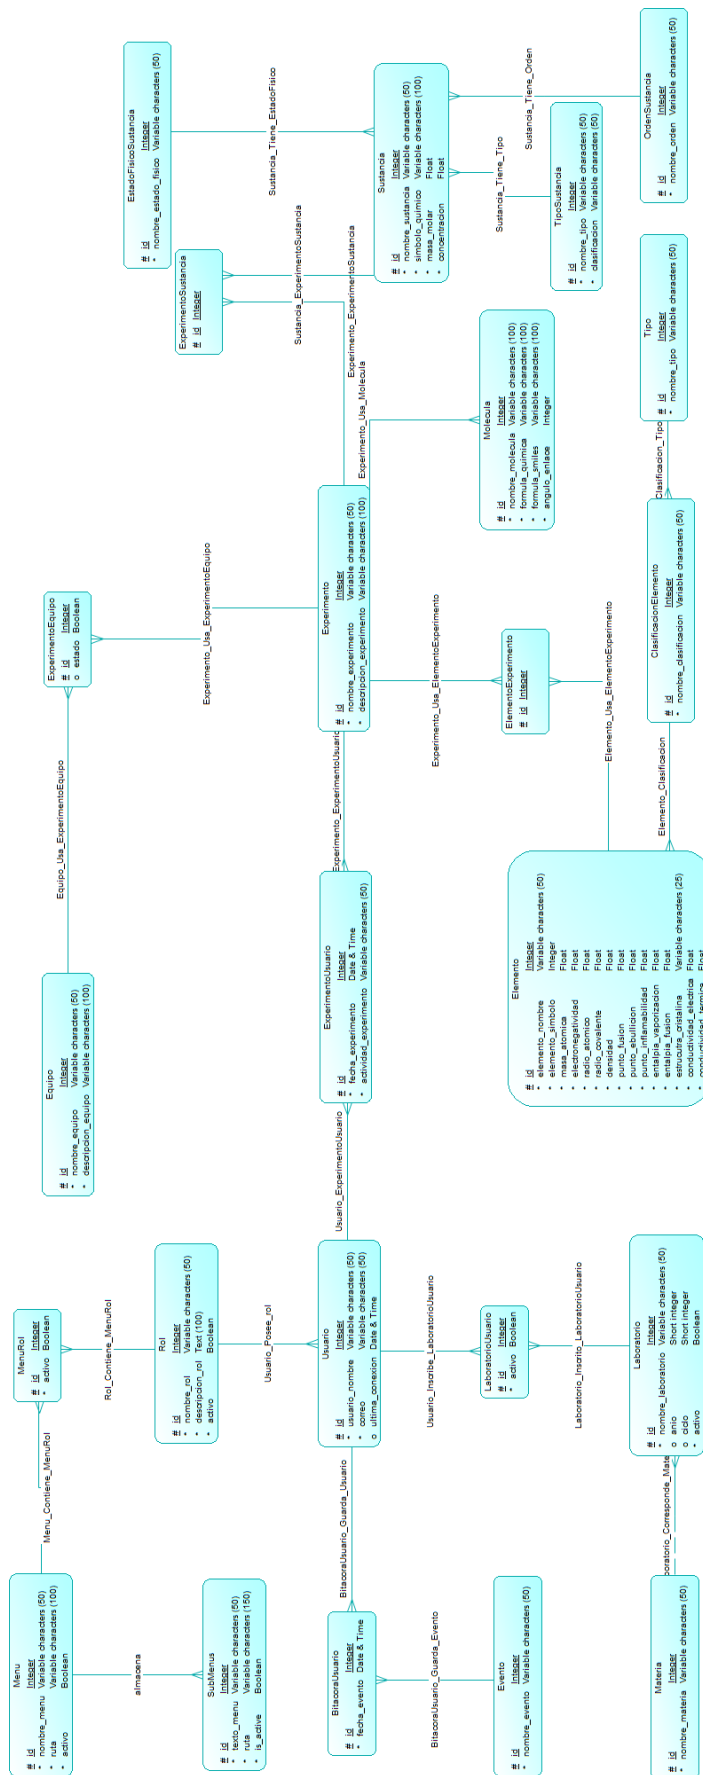 Menu
# id Integer
* nombre_menu Variable characters (50)
* ruta Variable characters (100)
* activo Boolean
Menu_Contiene_MenuRol
MenuRol
# id Integer
* activo Boolean
Rol_Contiene_MenuRol
almacena
SubMenus
# id Integer
* texto_menu Variable characters (50)
* ruta Variable characters (150)
* is_active Boolean
Rol
# id Integer
* nombre_rol Variable characters (50)
* descripcion_rol Text (100)
* activo Boolean
Usuario_Posee_rol
Equipo
# id Integer
* nombre_equipo Variable characters (50)
* descripcion_equipo Variable characters (100)
Equipo_Usa_ExperimentoEquipo
ExperimentoEquipo
# id Integer
o estado Boolean
Experimento_Usa_ExperimentoEquipo
EstadoFisicoSustancia
# id Integer
* nombre_estado_fisico Variable characters (50)
Sustancia_Tiene_EstadoFisico
ExperimentoSustancia
# id Integer
Sustancia_ExperimentoSustancia
Experimento_ExperimentoSustancia
Experimento_Usa_Molecula
BitacoraUsuario_Guarda_Usuario
BitacoraUsuario
# id Integer
* fecha_evento Date & Time
BitacoraUsuario_Guarda_Evento
Usuario
# id Integer
* usuario_nombre Variable characters (50)
* correo Variable characters (50)
o ultima_conexion Date & Time
Usuario_ExperimentoUsuario
ExperimentoUsuario
# id Integer
* fecha_experimento Date & Time
* actividad_experimento Variable characters (50)
Experimento_ExperimentoUsuario
Experimento
# id Integer
* nombre_experimento Variable characters (50)
* descripcion_experimento Variable characters (100)
Sustancia
# id Integer
* nombre_sustancia Variable characters (50)
* simbolo_quimico Variable characters (100)
* masa_molar Float
* concentracion Float
Sustancia_Tiene_Tipo
Sustancia_Tiene_Orden
Usuario_Inscribe_LaboratorioUsuario
Experimento_Usa_ElementoExperimento
Evento
# id Integer
* nombre_evento Variable characters (50)
LaboratorioUsuario
# id Integer
* activo Boolean
Laboratorio_Inscrito_LaboratorioUsuario
ElementoExperimento
# id Integer
Elemento_Usa_ElementoExperimento
Molecula
# id Integer
* nombre_molecula Variable characters (100)
* formula_quimica Variable characters (100)
* formula_smiles Variable characters (100)
* angulo_enlace Integer
TipoSustancia
# id Integer
* nombre_tipo Variable characters (50)
* clasificacion Variable characters (50)
Elemento
# id Integer
* elemento_nombre Variable characters (50)
* elemento_simbolo Integer
* masa_atomica Float
* electronegatividad Float
* radio_atomico Float
* radio_covalente Float
* densidad Float
* punto_fusion Float
* punto_ebullicion Float
* punto_inflamabilidad Float
* entalpia_vaporizacion Float
* entalpia_fusion Float
* estrucutra_cristalina Variable characters (25)
* conductividad_electrica Float
* conductividad_termica Float
Elemento_Clasificacion
ClasificacionElemento
# id Integer
* nombre_clasificacion Variable characters (50)
Clasificacion_Tipo
Tipo
# id Integer
* nombre_tipo Variable characters (50)
OrdenSustancia
# id Integer
* nombre_orden Variable characters (50)
Materia
# id Integer
* nombre_materia Variable characters (50)
boratorio_Corresponde_Mate
Laboratorio
# id Integer
* nombre_laboratorio Variable characters (50)
o anio Short integer
o ciclo Short integer
* activo Boolean